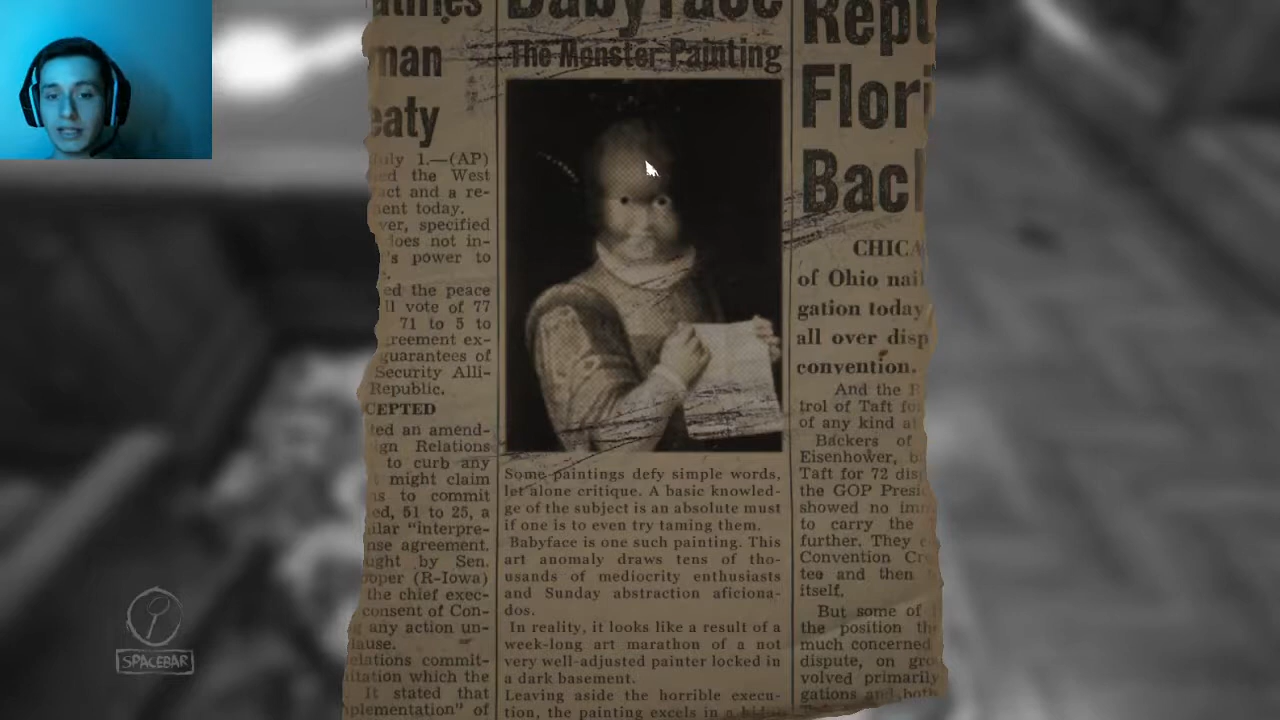 man
eaty
uly 1.—(AP)
ed the West
act and a re-
ent today.
ver, specified
does not in-
's power to
ed the peace
ll vote of 77
71 to 5 to
reement ex-
guarantees of
Security Alli-
Republic.
CEPTED
ted an amend-
ign Relations
to curb any
might claim
s to commit
ed, 51 to 25, a
ilar "interpre-
nse agreement.
ught by Sen.
oper (R-Iowa)
the chief exec-
consent of Con-
any action un-
lause.
elations commit-
itation which the
It stated that
plementation" of
Babyface
The Monster Painting
Some paintings defy simple words,
let alone critique. A basic knowled-
ge of the subject is an absolute must
if one is to even try taming them.
Babyface is one such painting. This
art anomaly draws tens of tho-
usands of mediocrity enthusiasts
and Sunday abstraction aficiona-
dos.
In reality, it looks like a result of a
week-long art marathon of a not
very well-adjusted painter locked in
a dark basement.
Leaving aside the horrible execu-
tion, the painting excels in a
Repu
Flori
Back
CHICA
of Ohio nai
gation today
all over disp
convention.
And the
trol of Taft fo
of any kind a
Backers of
Eisenhower, b
Taft for 72 dis
the GOP Presi
showed no im
to carry the
further. They
Convention Cr
tee and then
itself.
But some of
the position th
much concerned
dispute, on gro
volved primarily
gations and both
SPACEBAR